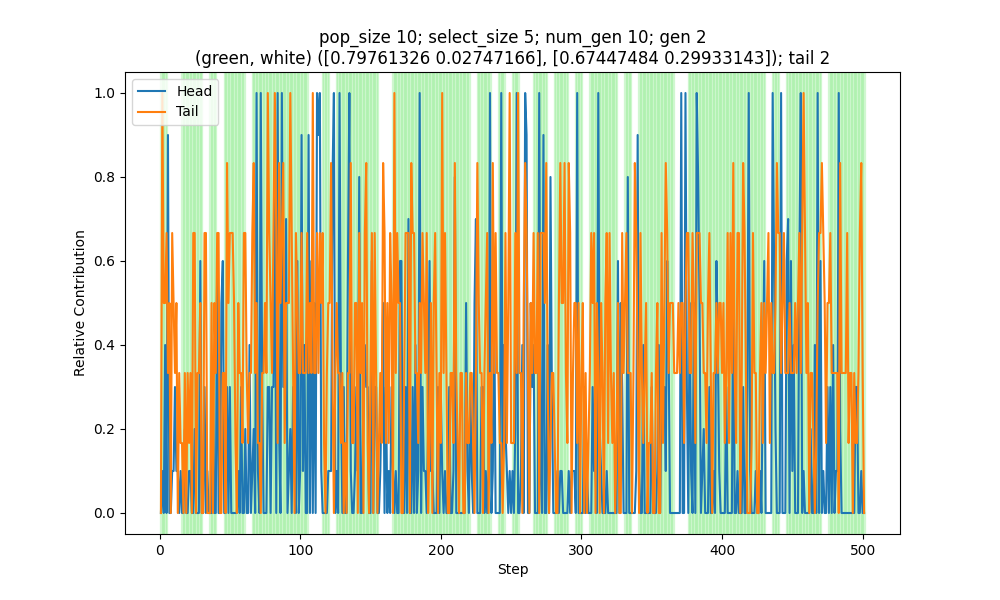 pop_size 10; select_size 5; num_gen 10; gen 2
(green, white) ([0.79761326 0.02747166], [0.67447484 0.29933143]); tail 2
Head
Tail
1.0
0.8
0.6
0.4
0.2
0.0
Relative Contribution
0
100
200
300
400
500
Step